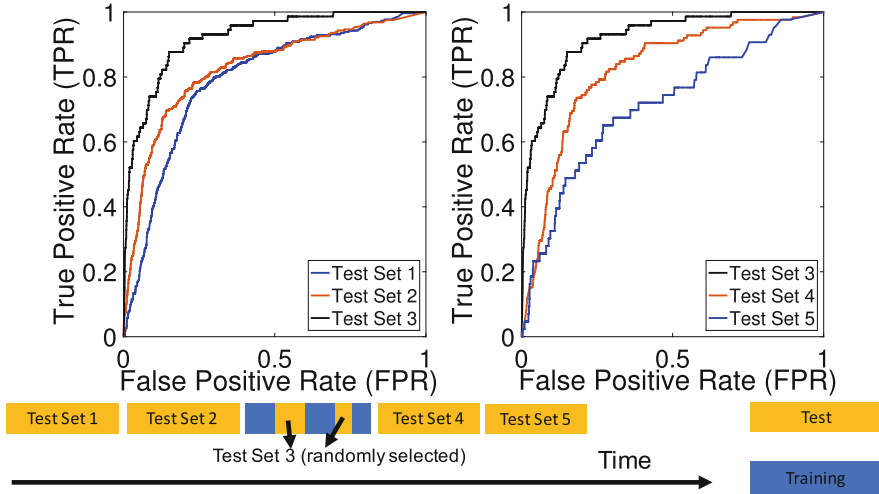 True Positive Rate (TPR)
1
0.8
0.6
0.4
0.2
0
0
0.5
1
False Positive Rate (FPR)
Test Set 1
Test Set 2
Test Set 3
True Positive Rate (TPR)
1
0.8
0.6
0.4
0.2
0
0
0.5
1
False Positive Rate (FPR)
Test Set 3
Test Set 4
Test Set 5
Test Set 1
Test Set 2
Test Set 4
Test Set 5
Test
Test Set 3 (randomly selected)
Time
Training